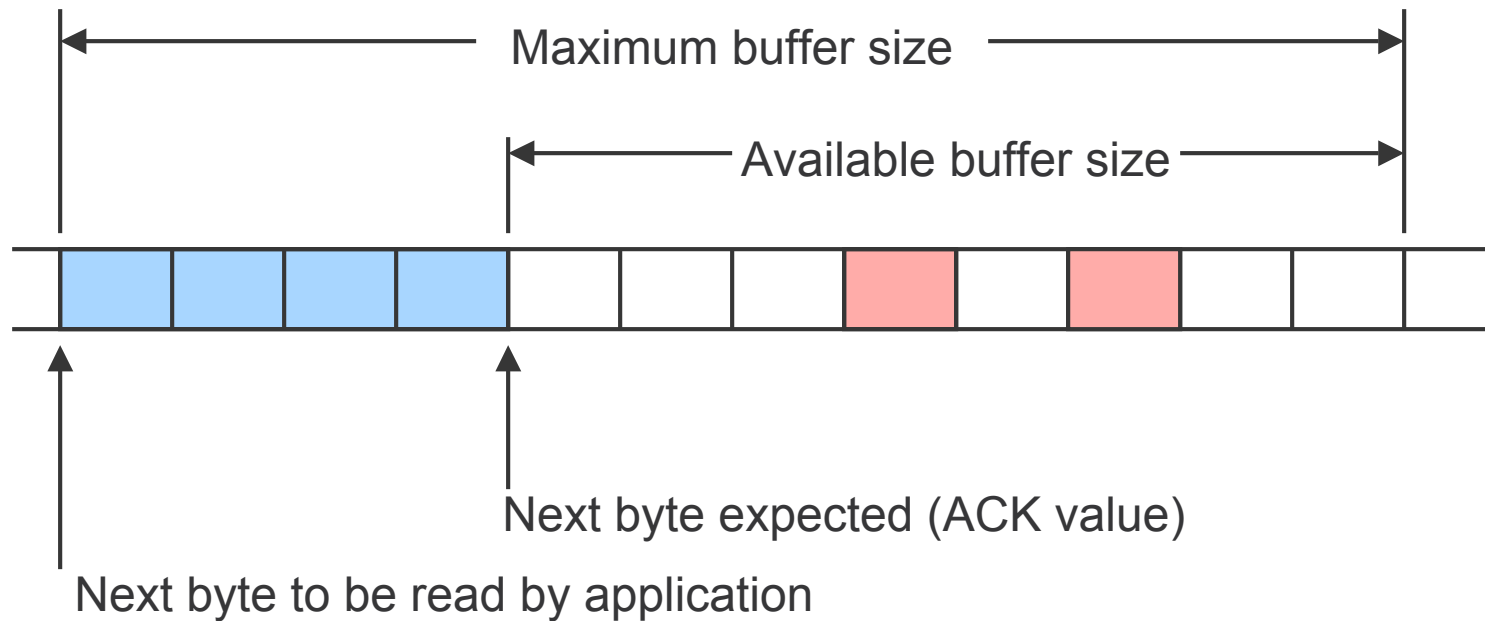 Maximum buffer size
Available buffer size
Next byte expected (ACK value)
Next byte to be read by application